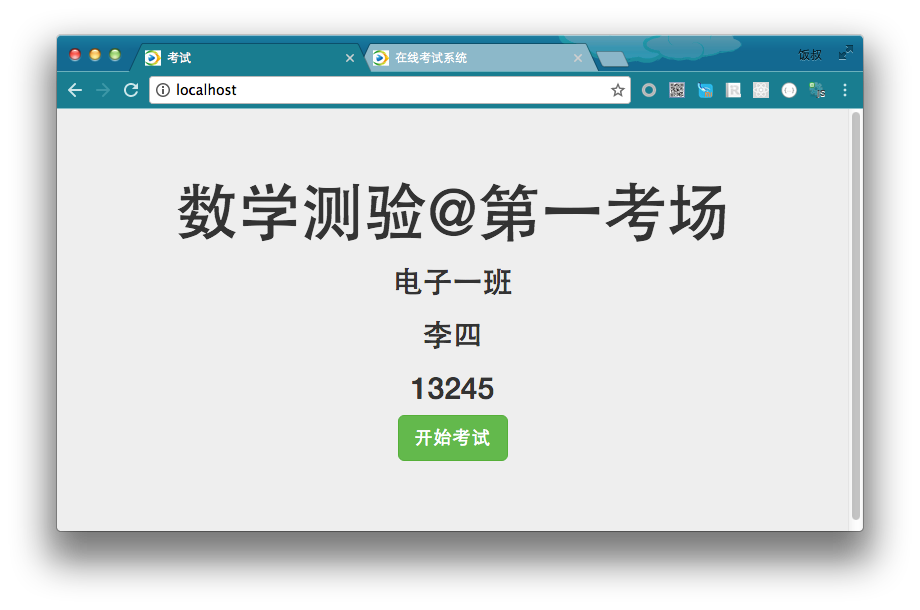 考试
在线考试系统
饭叔
localhost
数学测验@第一考场
电子一班
李四
13245
开始考试